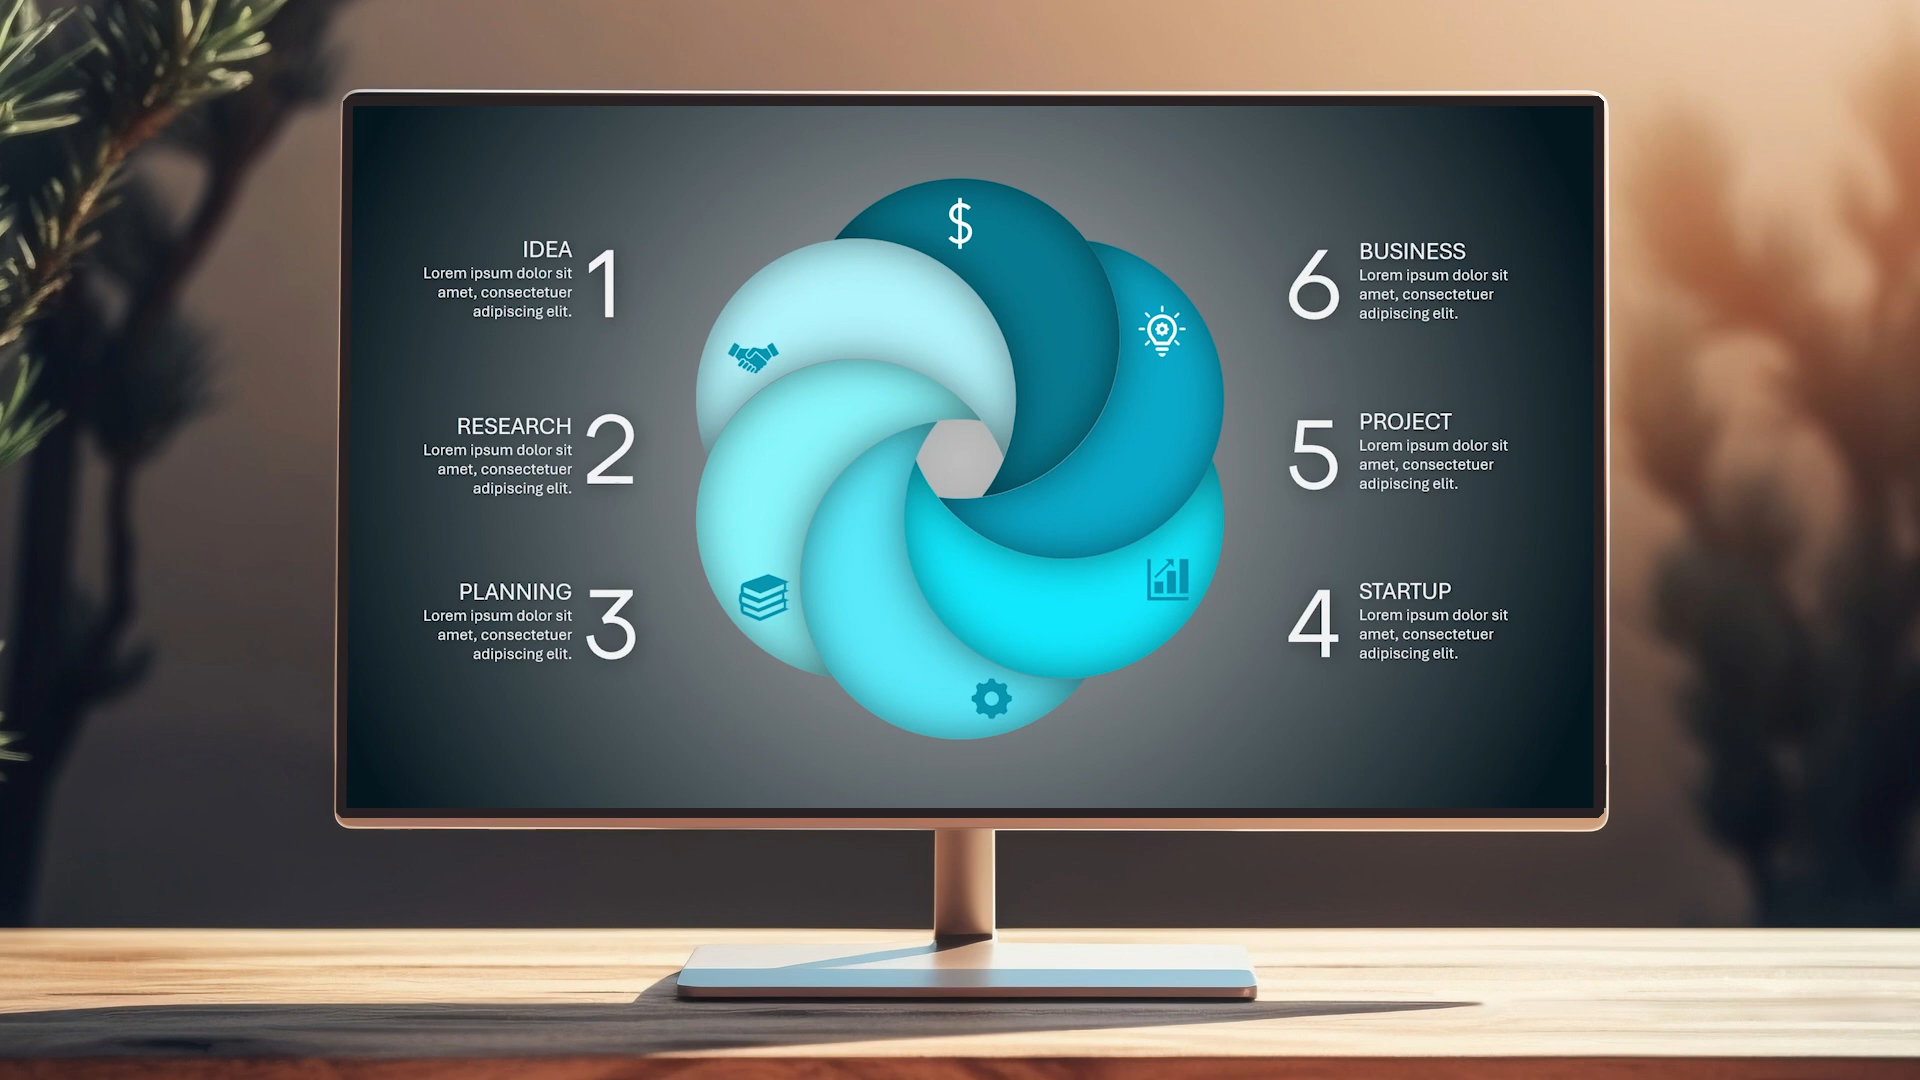 IDEA
Lorem ipsum dolor sit
amet, consectetuer
adipiscing elit.
1
RESEARCH
Lorem ipsum dolor sit
amet, consectetuer
adipiscing elit.
2
PLANNING
Lorem ipsum dolor sit
amet, consectetuer
adipiscing elit.
3
$
6
BUSINESS
Lorem ipsum dolor sit
amet, consectetuer
adipiscing elit.
5
PROJECT
Lorem ipsum dolor sit
amet, consectetuer
adipiscing elit.
4
STARTUP
Lorem ipsum dolor sit
amet, consectetuer
adipiscing elit.